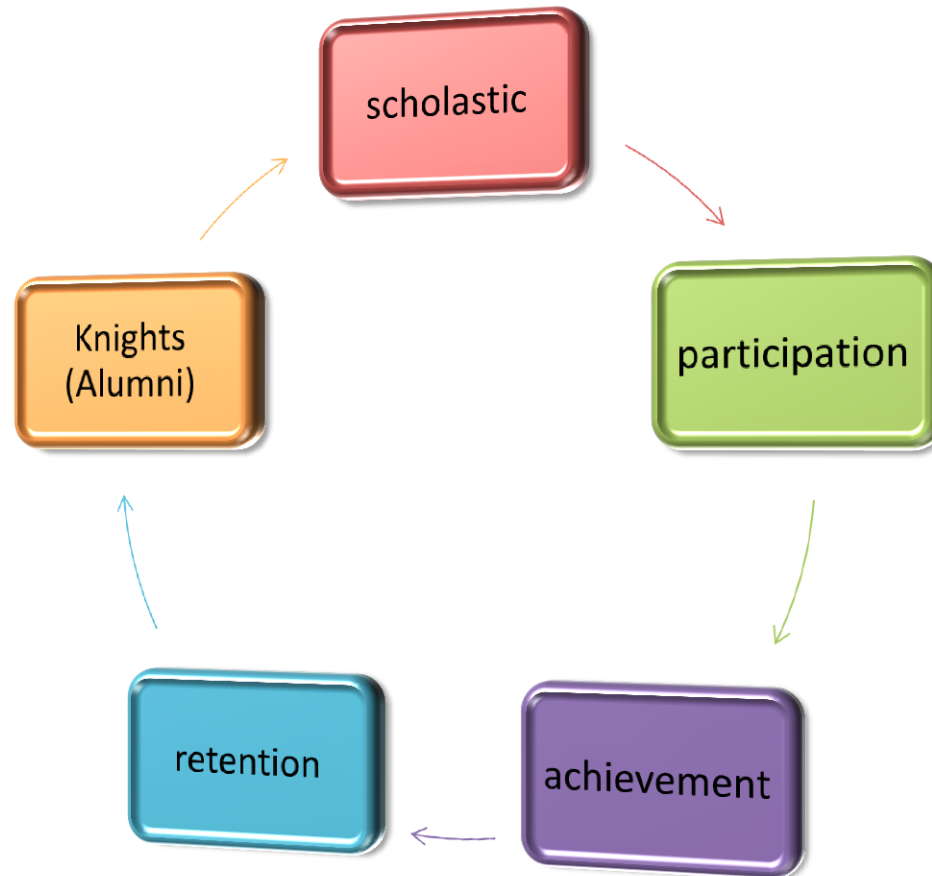 scholastic
participation
achievement
retention
Knights
(Alumni)